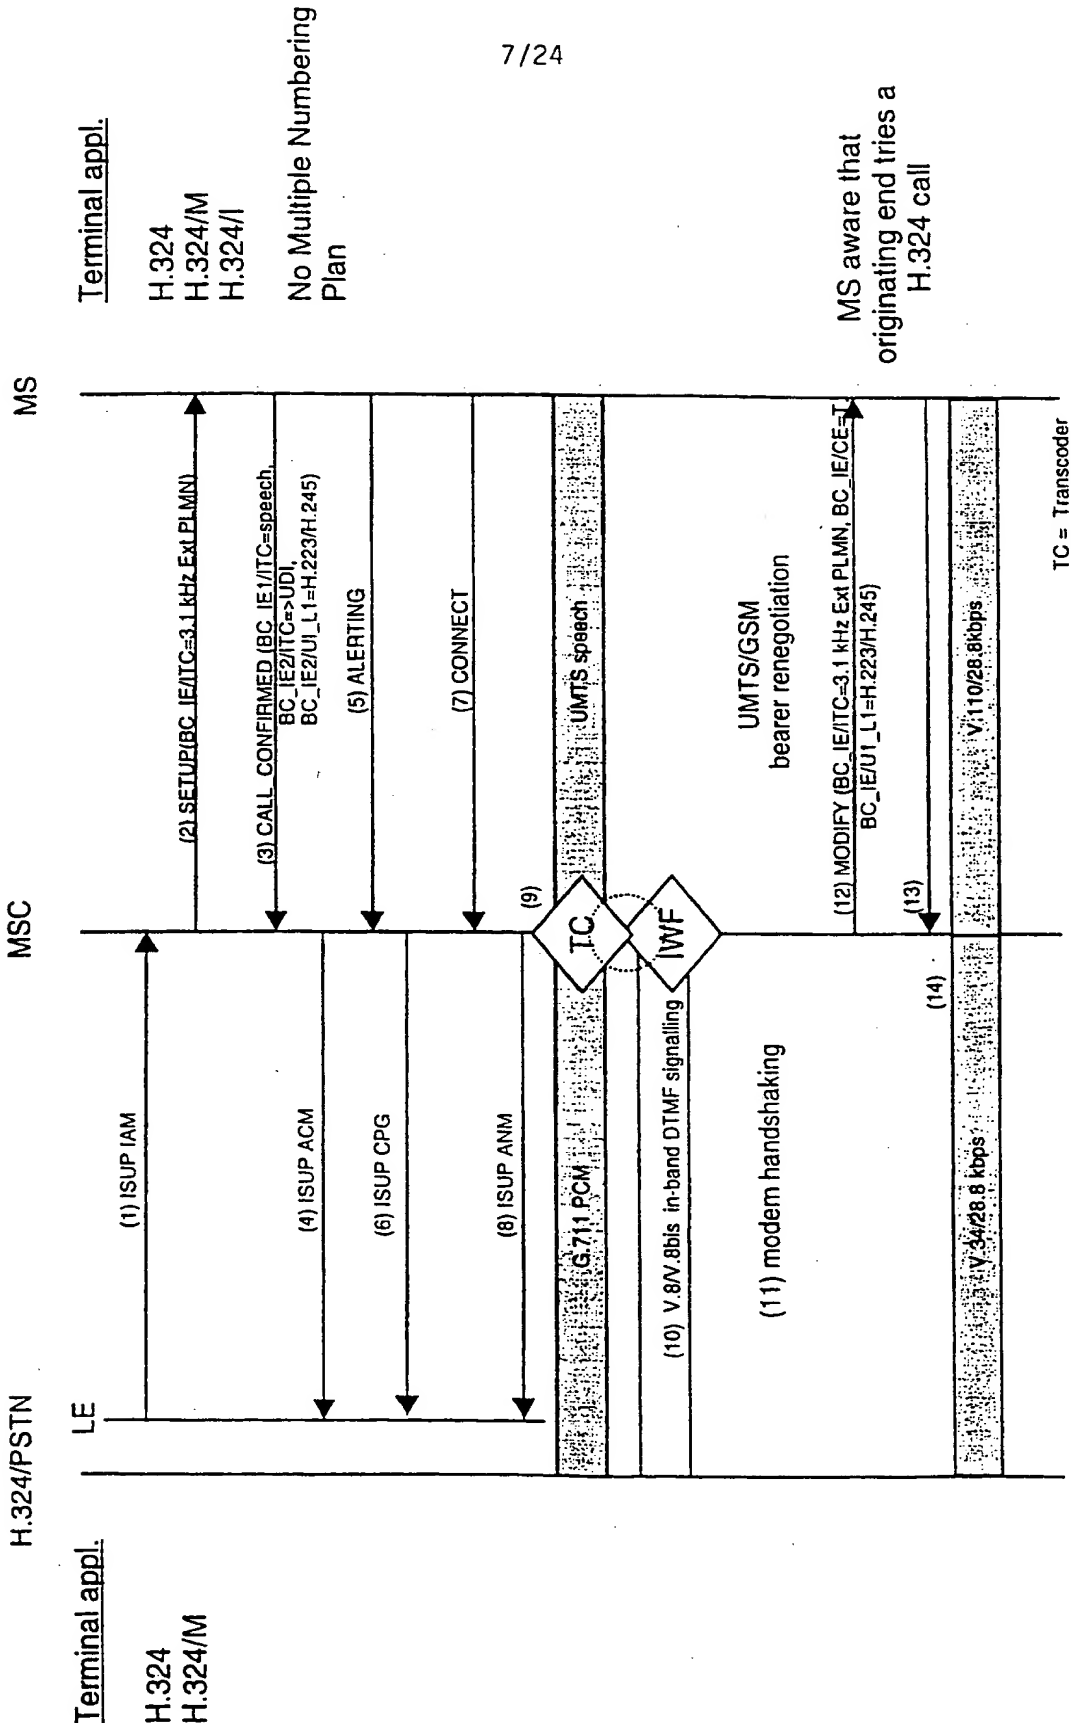 7/24
H.324/PSTN
MSC
MS
LE
Terminal appl.
H.324
H.324/M
Terminal appl.
H.324
H.324/M
H.324/I
No Multiple Numbering
Plan
(1) ISUP IAM
(2) SETUP(BC_IE/ITC=3.1 kHz Ext PLMN)
(3) CALL_CONFIRMED (BC_IE1/ITC=speech,
BC_IE2/ITC=>UDI,
BC_IE2/UI_L1=H.223/H.245)
(4) ISUP ACM
(5) ALERTING
(6) ISUP CPG
(7) CONNECT
(8) ISUP ANM
(9)
G.711 PCM
TC
UMTS speech
IWF
(10) V.8/V.8bis in-band DTMF signalling
(11) modem handshaking
UMTS/GSM
bearer renegotiation
(12) MODIFY (BC_IE/ITC=3.1 kHz Ext PLMN, BC_IE/CE=T,
BC_IE/U1_L1=H.223/H.245)
MS aware that
originating end tries a
H.324 call
(13)
(14)
V.34/28.8 kbps
V.110/28.8kbps
TC = Transcoder